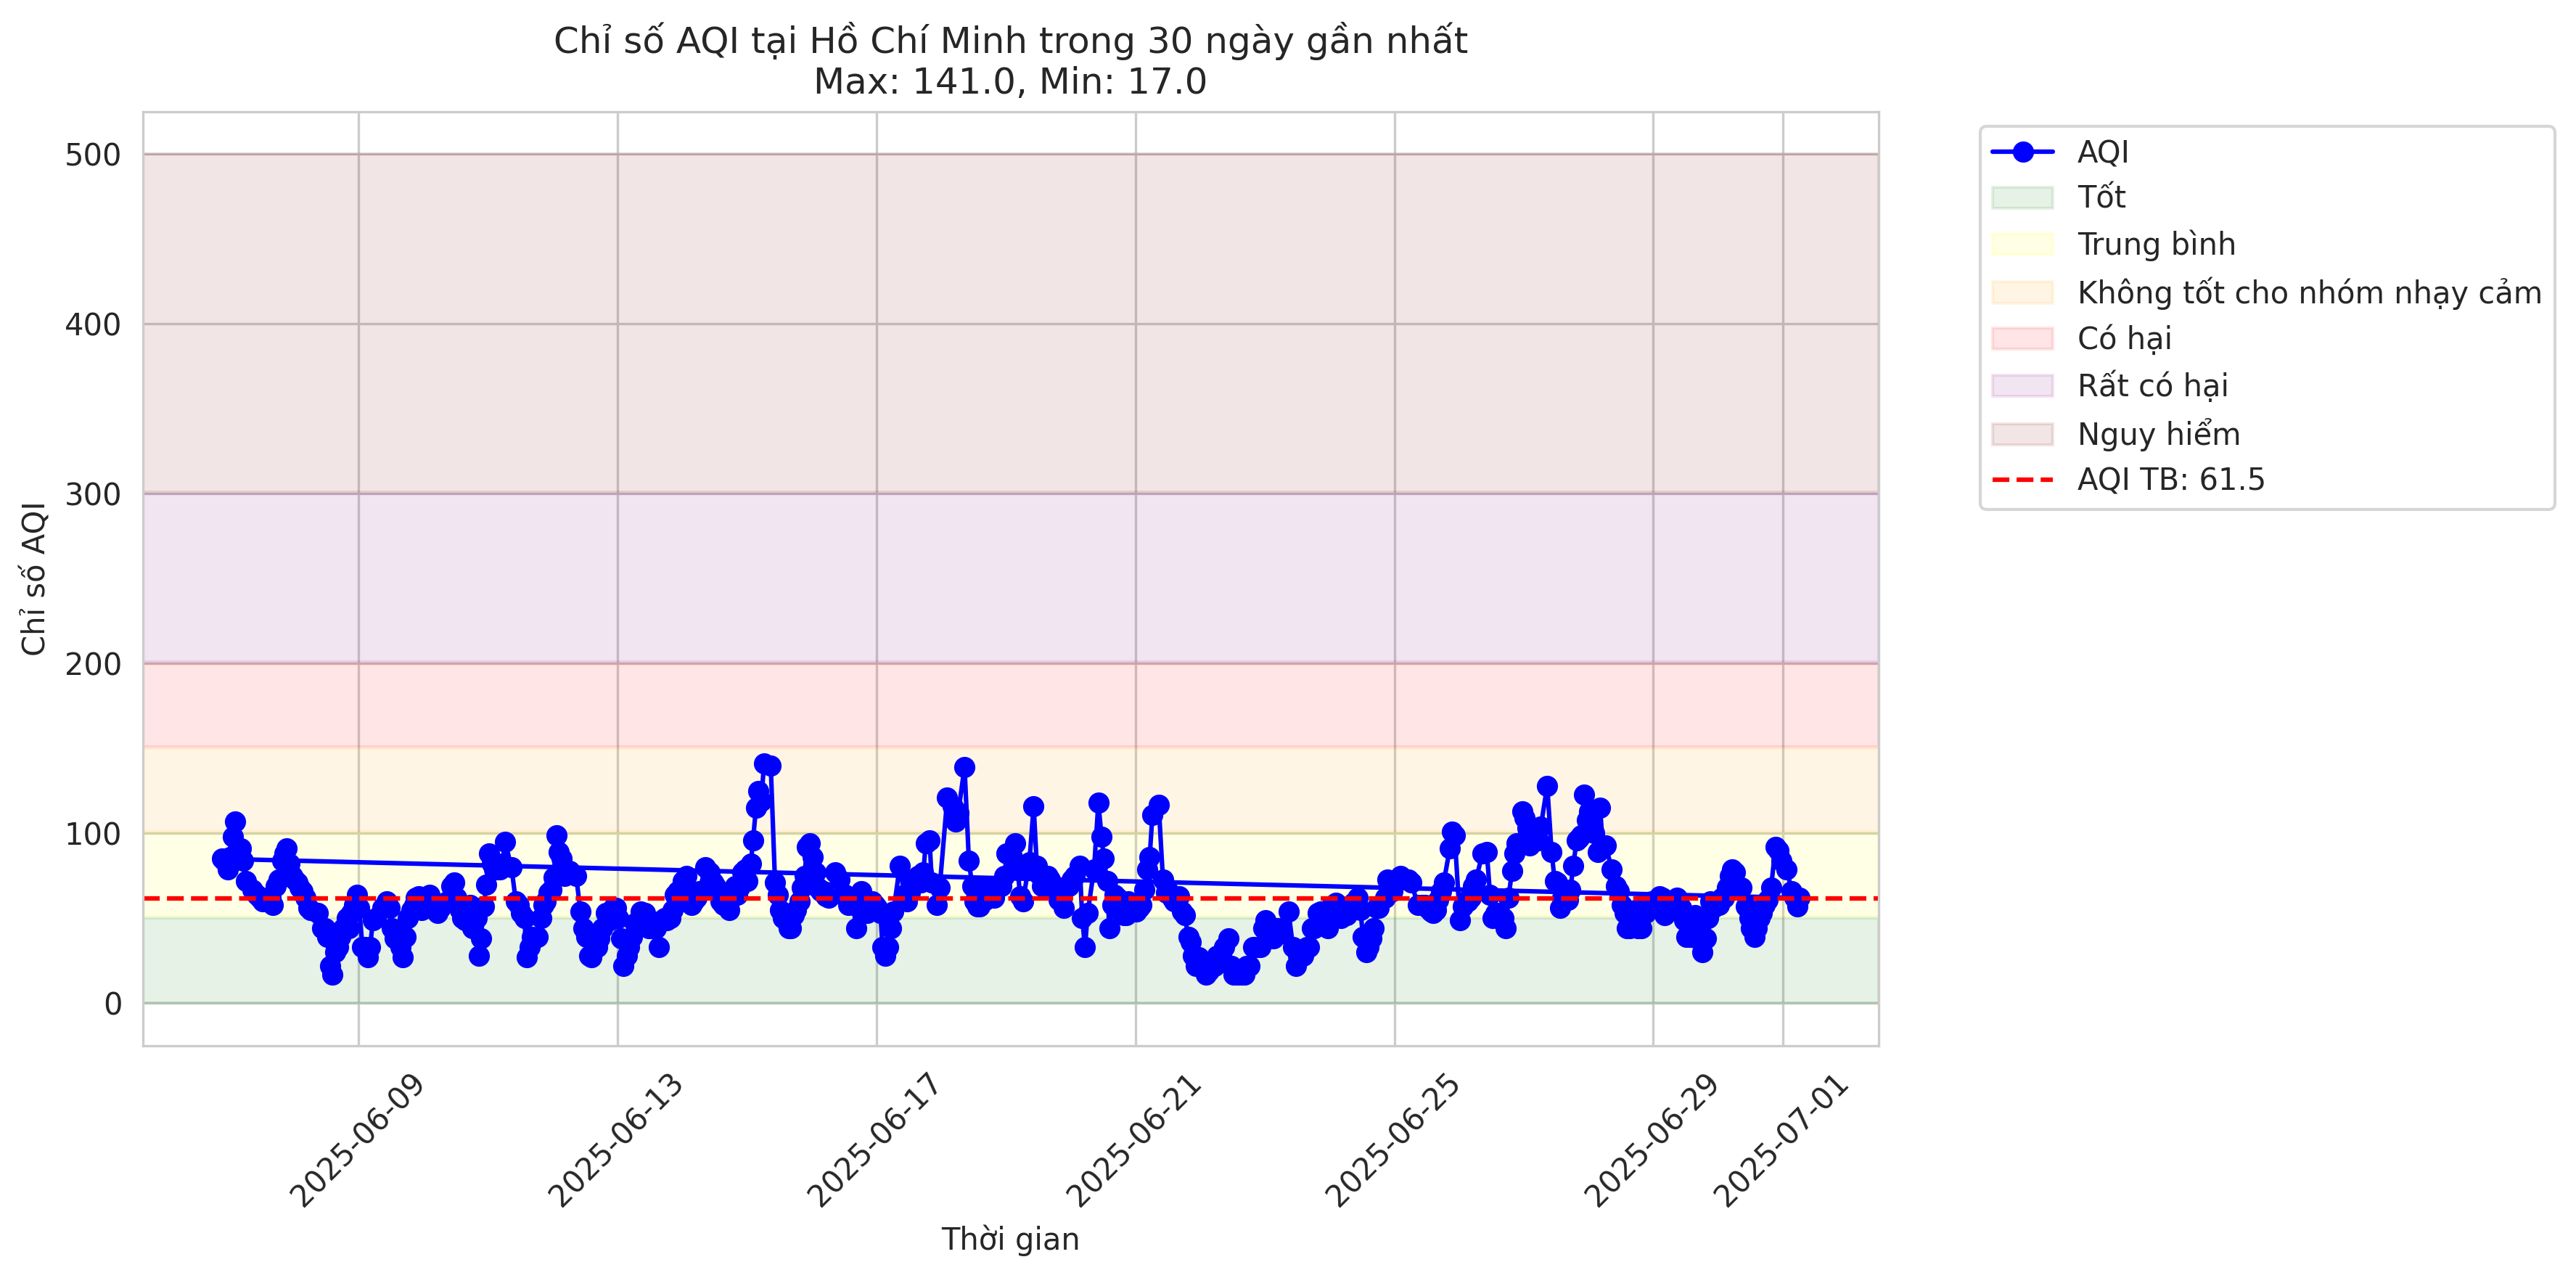 Chỉ số AQI tại Hồ Chí Minh trong 30 ngày gần nhất
Max: 141.0, Min: 17.0
Chỉ số AQI
500
400
300
200
100
0
2025-06-09
2025-06-13
2025-06-17
2025-06-21
2025-06-25
2025-06-29
2025-07-01
Thời gian
AQI
Tốt
Trung bình
Không tốt cho nhóm nhạy cảm
Có hại
Rất có hại
Nguy hiểm
AQI TB: 61.5